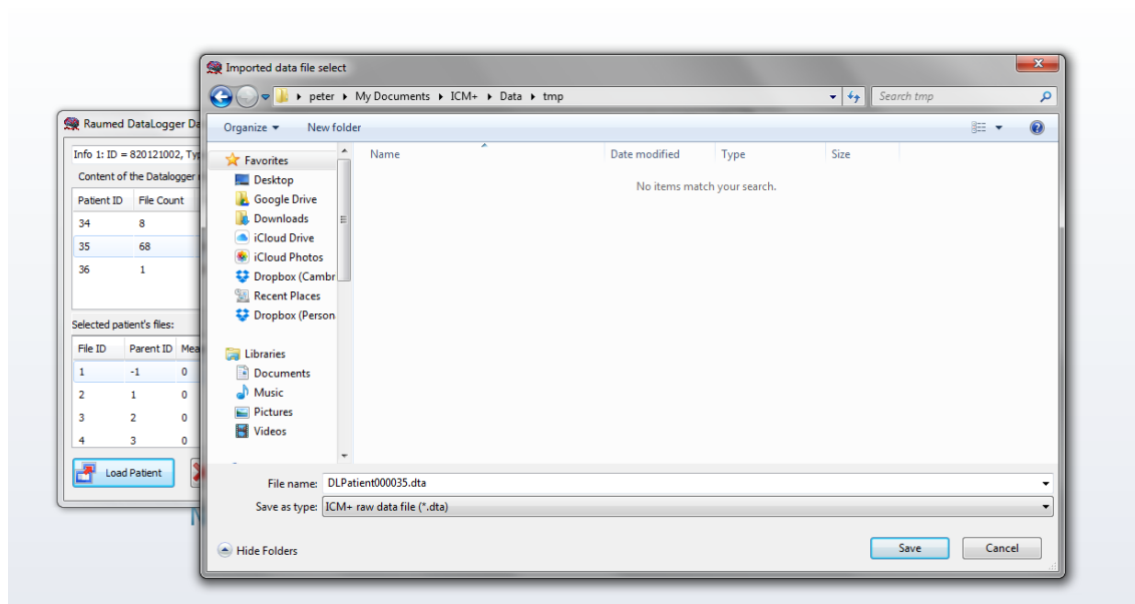 Imported data file select
peter My Documents ICM+ Data tmp
Search tmp
Organize New folder
Favorites
Desktop
Google Drive
Downloads
iCloud Drive
iCloud Photos
Dropbox (Cambr
Recent Places
Dropbox (Person
Libraries
Documents
Music
Pictures
Videos
Name Date modified Type Size
No items match your search.
File name: DLPatient000035.dta
Save as type: ICM+ raw data file (*.dta)
Hide Folders
Save Cancel
Raumed DataLogger Da
Info 1: ID = 820121002, Typ
Content of the Datalogger
Patient ID File Count
34 8
35 68
36 1
Selected patient's files:
File ID Parent ID Mea
1 -1 0
2 1 0
3 2 0
4 3 0
Load Patient